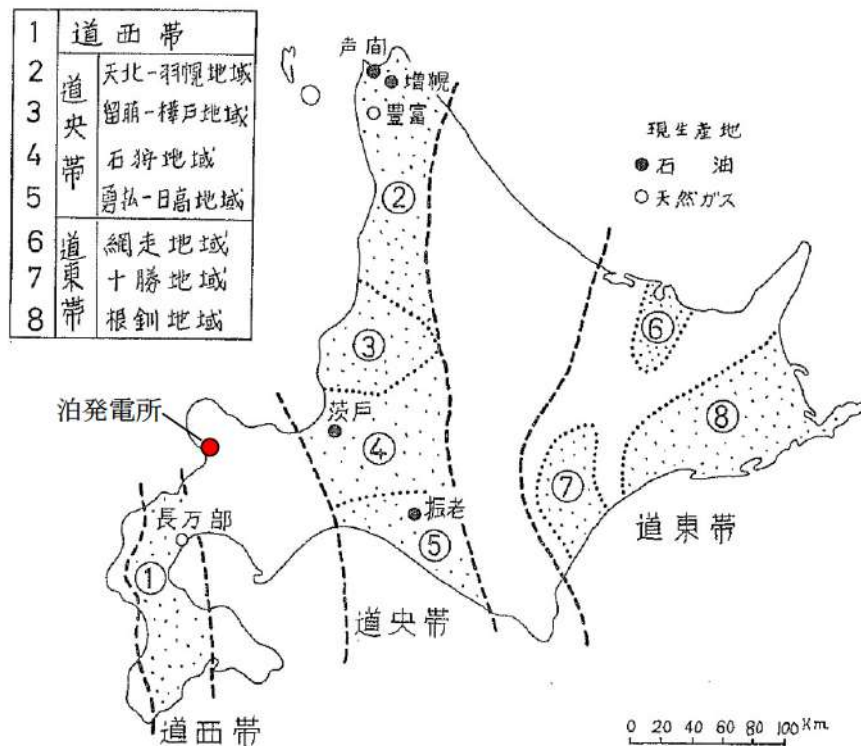 1 道西帯
道央帯
2 天北-羽幌地域
3 留萌-樺戸地域
4 石狩地域
5 勇払-日高地域
道東帯
6 網走地域
7 十勝地域
8 根釧地域
声問
増幌
豊富
現生産地
● 石油
○ 天然ガス
②
③
⑥
泊発電所
茨戸
④
⑧
⑦
長万部
振老
⑤
道東帯
①
道央帯
道西帯
0 20 40 60 80 100 Km